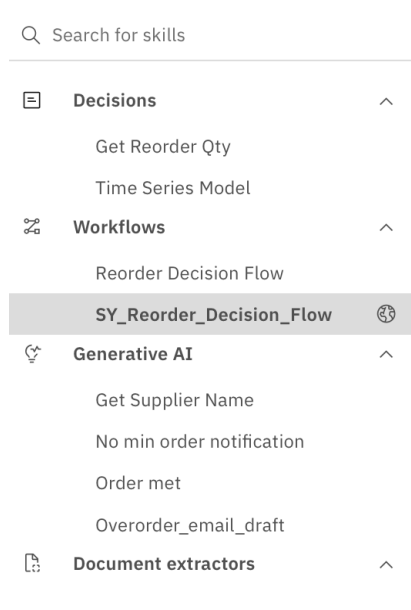 Search for skills
Decisions
Get Reorder Qty
Time Series Model
Workflows
Reorder Decision Flow
SY_Reorder_Decision_Flow
Generative AI
Get Supplier Name
No min order notification
Order met
Overorder_email_draft
Document extractors